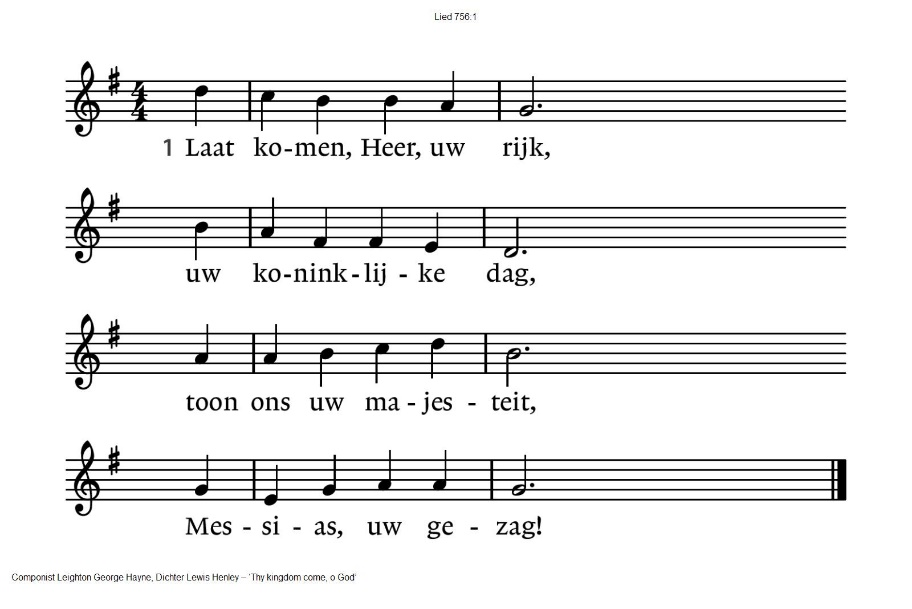 Lied 756:1
1 Laat ko-men, Heer, uw rijk,
uw ko-nink-lij-ke dag,
toon ons uw ma-jes-teit,
Mes-si-as, uw ge-zag!
Componist Leighton George Hayne, Dichter Lewis Henley – 'Thy kingdom come, o God'